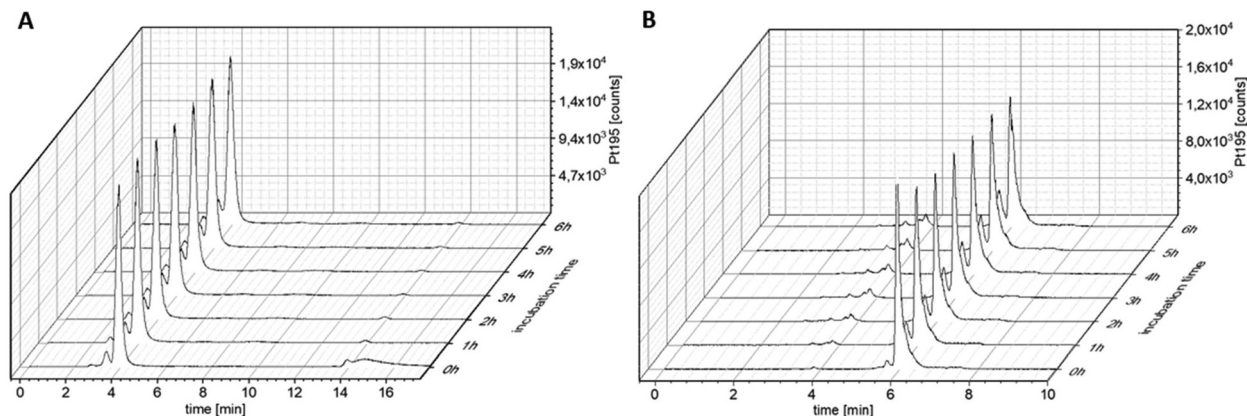 A
1,9x10⁴
1,4x10⁴
9,4x10³
4,7x10³
Pt195 [counts]
6h
5h
4h
3h
2h
1h
0h
incubation time
0 2 4 6 8 10 12 14 16
time [min]
B
2,0x10⁴
1,6x10⁴
1,2x10⁴
8,0x10³
4,0x10³
Pt195 [counts]
6h
5h
4h
3h
2h
1h
0h
incubation time
0 2 4 6 8 10
time [min]